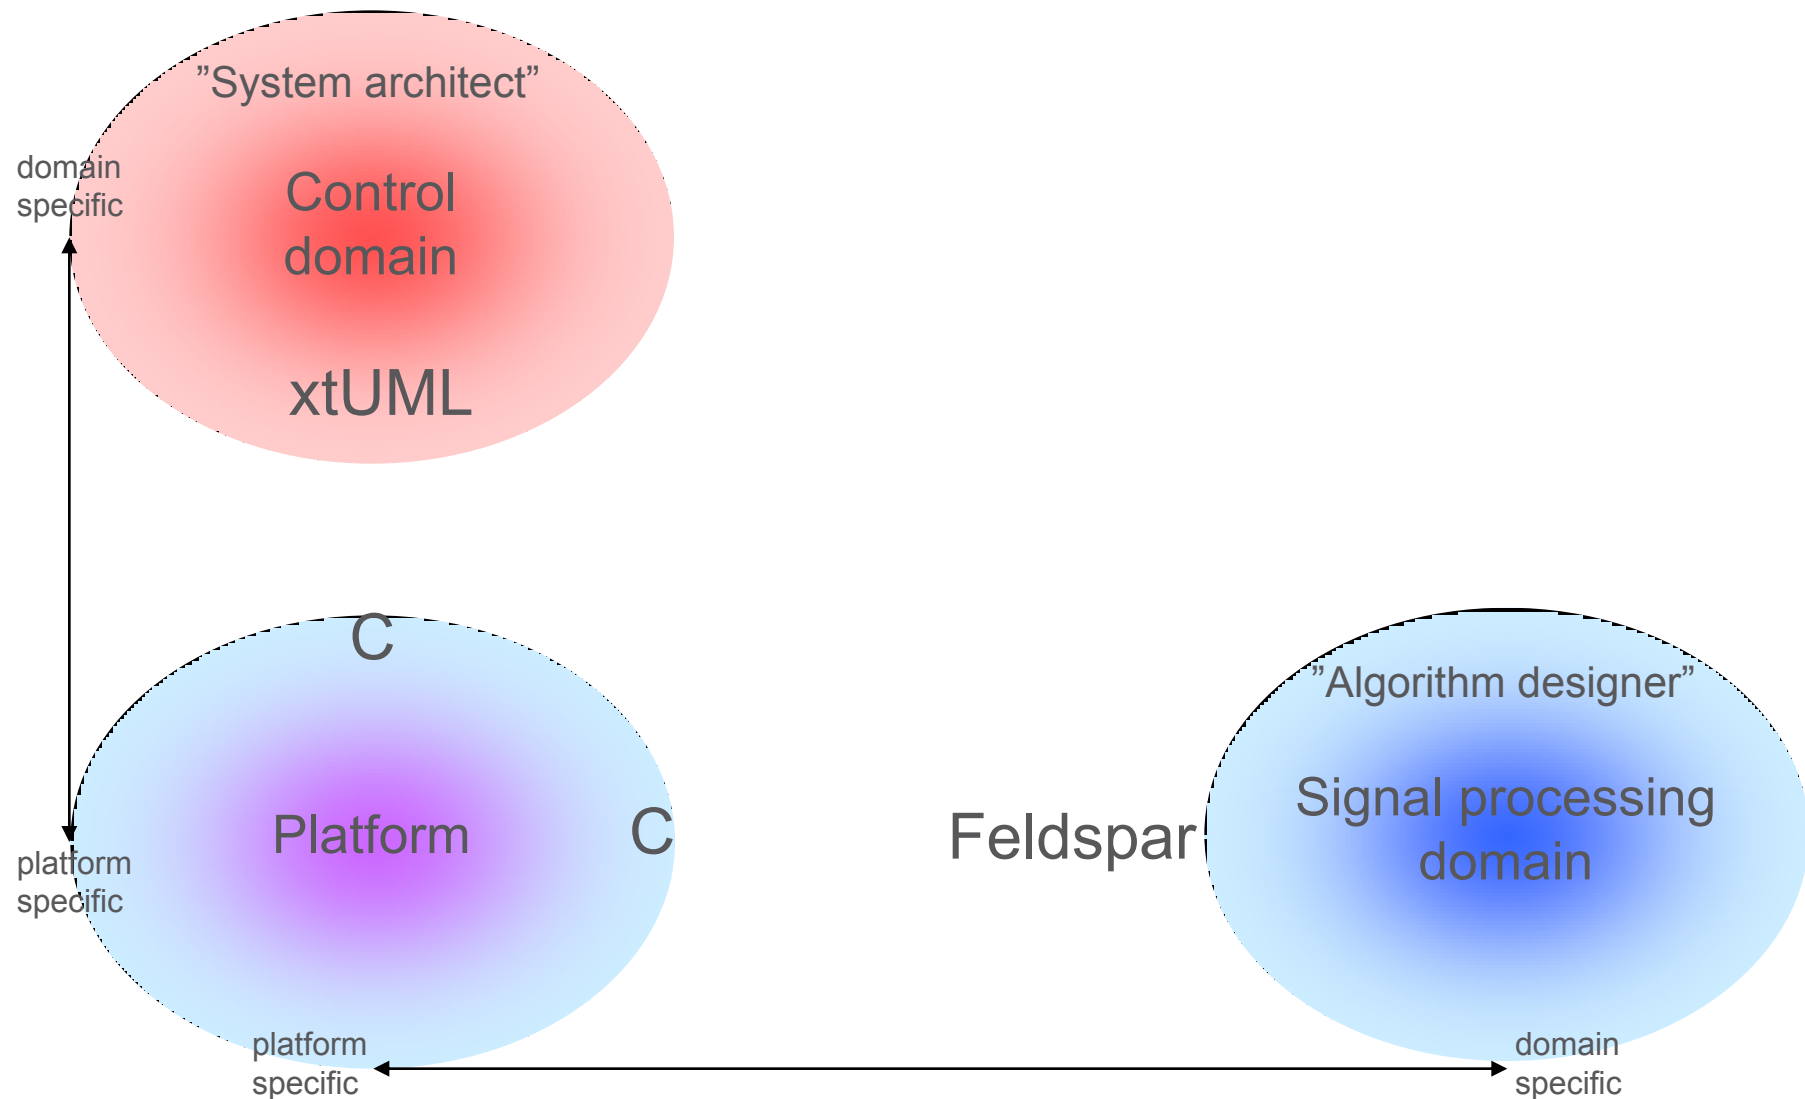 ”System architect”
domain
specific
Control
domain
xtUML
C
”Algorithm designer”
Platform
C
Feldspar
Signal processing
domain
platform
specific
platform
specific
domain
specific